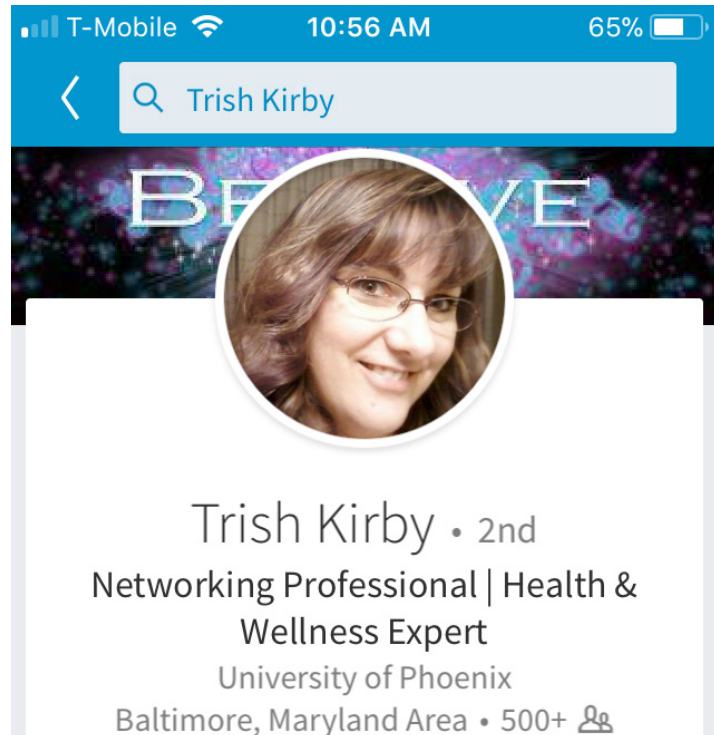 T-Mobile 10:56 AM 65%
Trish Kirby
Trish Kirby • 2nd
Networking Professional | Health &
Wellness Expert
University of Phoenix
Baltimore, Maryland Area • 500+